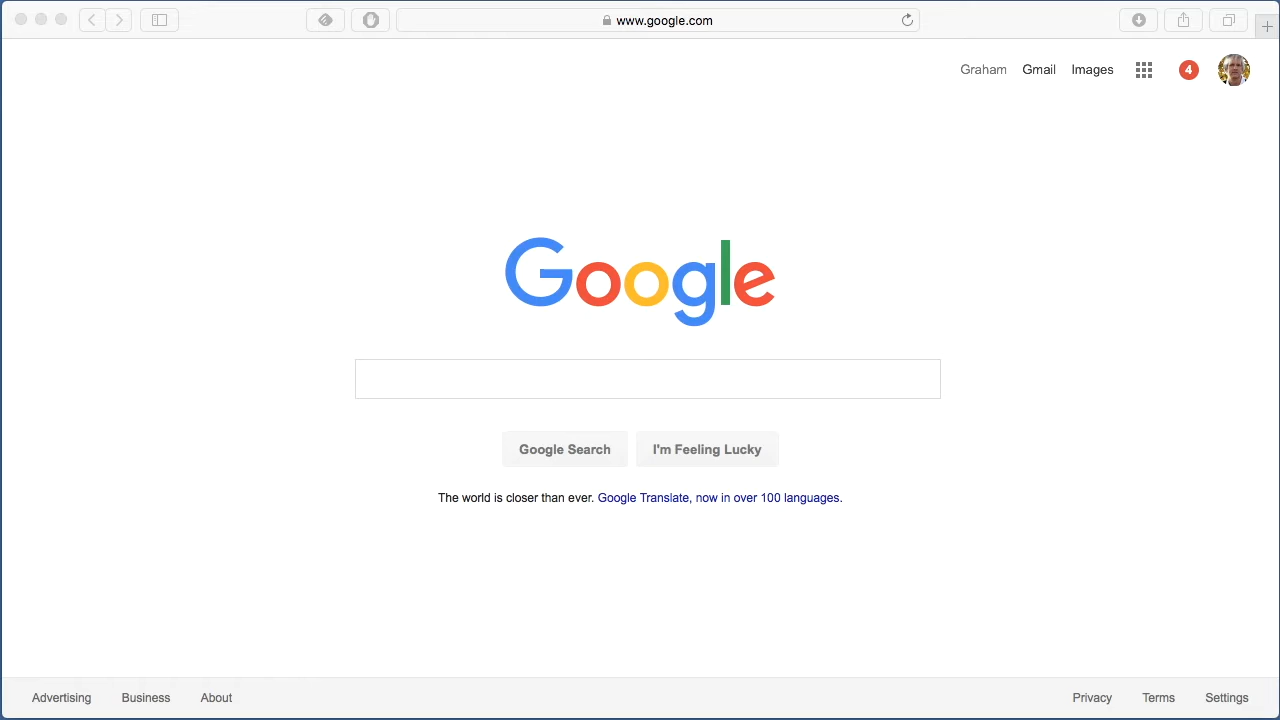 www.google.com
Graham Gmail Images 4
Google
Google Search I'm Feeling Lucky
The world is closer than ever. Google Translate, now in over 100 languages.
Advertising Business About Privacy Terms Settings